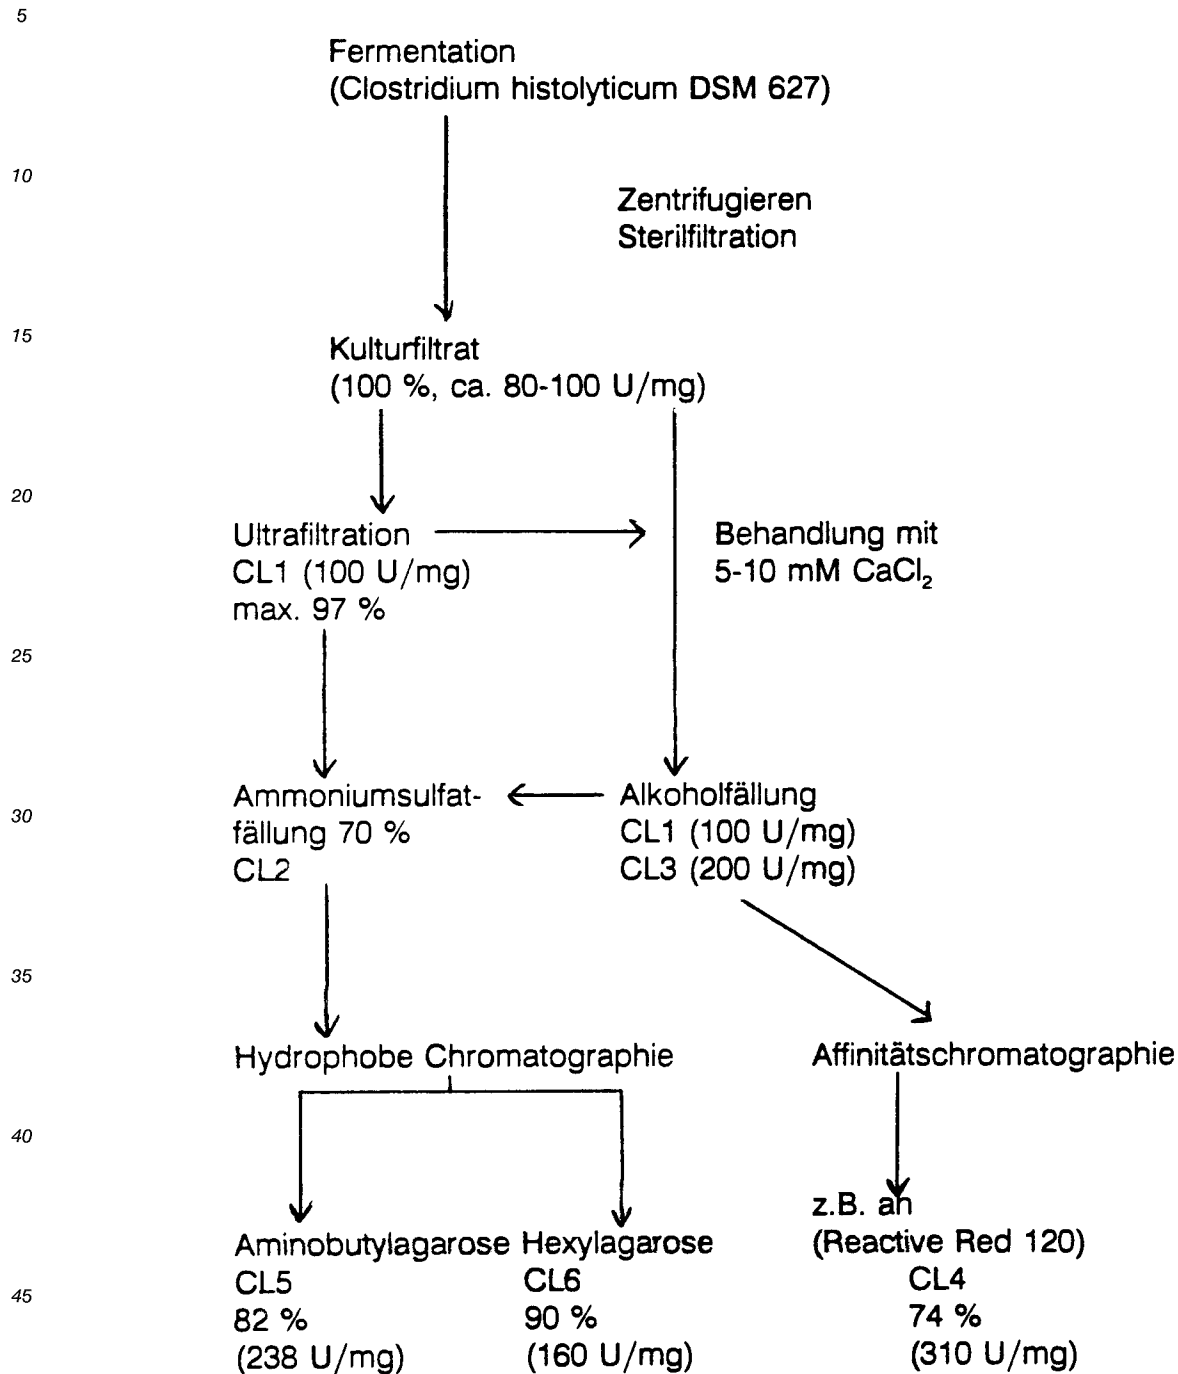 5
Fermentation
(Clostridium histolyticum DSM 627)
10
Zentrifugieren
Sterilfiltration
15
Kulturfiltrat
(100 %, ca. 80-100 U/mg)
20
Ultrafiltration
CL1 (100 U/mg)
max. 97 %
Behandlung mit
5-10 mM CaCl₂
25
Ammoniumsulfat-
fällung 70 %
CL2
30
Alkoholfällung
CL1 (100 U/mg)
CL3 (200 U/mg)
35
Hydrophobe Chromatographie
Affinitätschromatographie
40
Aminobutylagarose
CL5
82 %
(238 U/mg)
Hexylagarose
CL6
90 %
(160 U/mg)
z.B. an
(Reactive Red 120)
CL4
74 %
(310 U/mg)
45